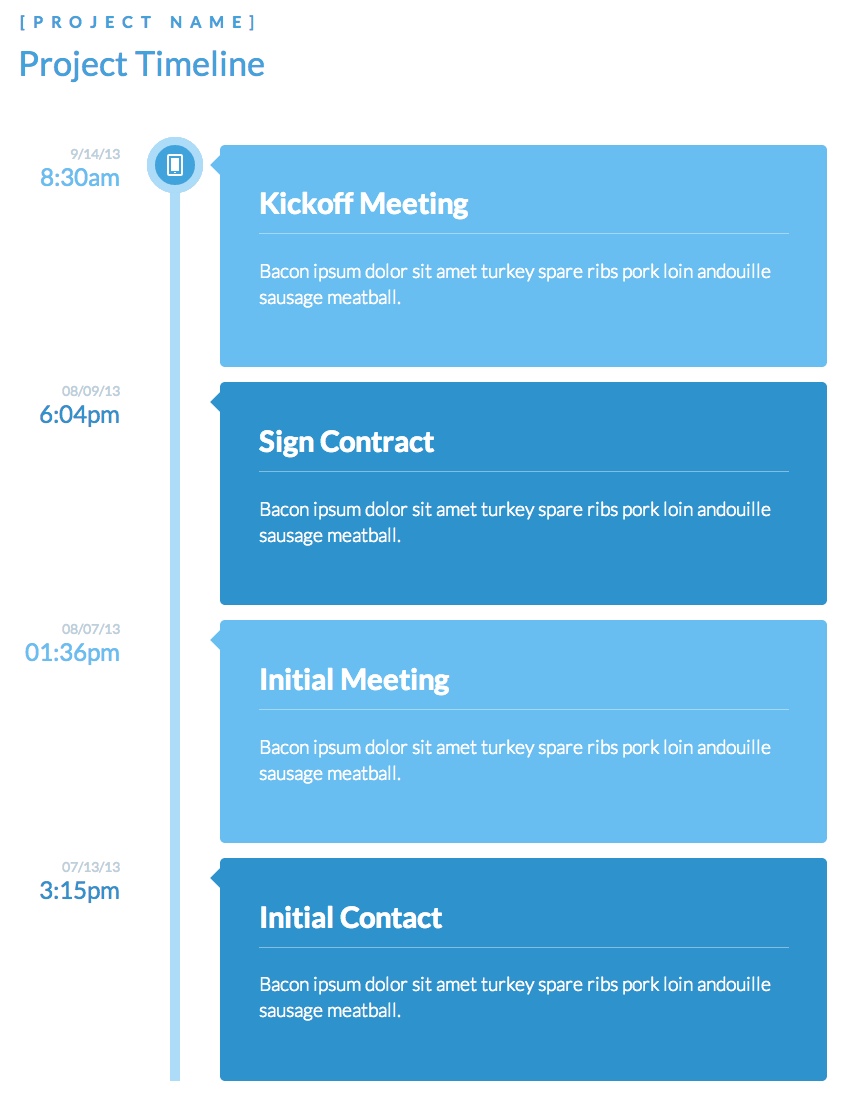 [PROJECT NAME]
Project Timeline
9/14/13
8:30am
Kickoff Meeting
Bacon ipsum dolor sit amet turkey spare ribs pork loin andouille
sausage meatball.
08/09/13
6:04pm
Sign Contract
Bacon ipsum dolor sit amet turkey spare ribs pork loin andouille
sausage meatball.
08/07/13
01:36pm
Initial Meeting
Bacon ipsum dolor sit amet turkey spare ribs pork loin andouille
sausage meatball.
07/13/13
3:15pm
Initial Contact
Bacon ipsum dolor sit amet turkey spare ribs pork loin andouille
sausage meatball.